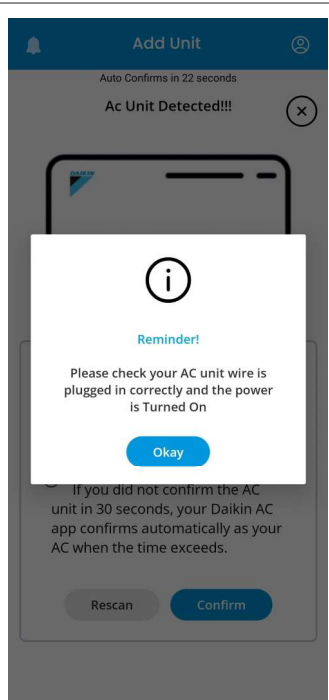 Add Unit
Auto Confirms in 22 seconds
Ac Unit Detected!!!
DAIKIN
Reminder!
Please check your AC unit wire is
plugged in correctly and the power
is Turned On
Okay
If you did not confirm the AC
unit in 30 seconds, your Daikin AC
app confirms automatically as your
AC when the time exceeds.
Rescan
Confirm